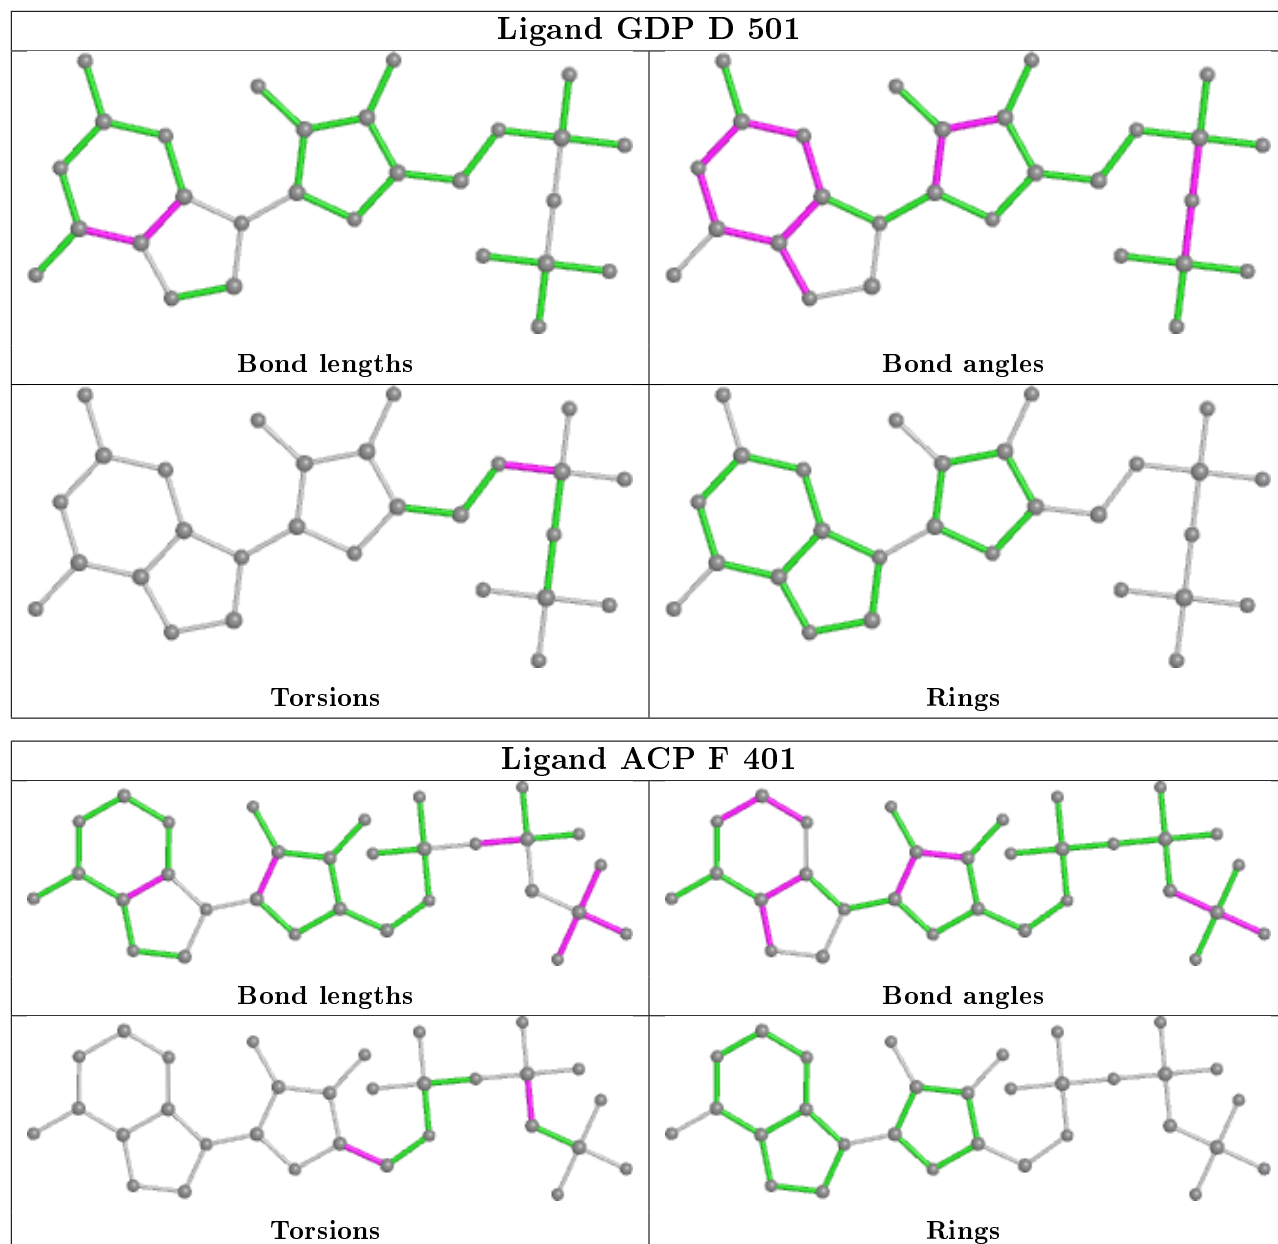 Ligand GDP D 501
Bond lengths
Bond angles
Torsions
Rings
Ligand ACP F 401
Bond lengths
Bond angles
Torsions
Rings